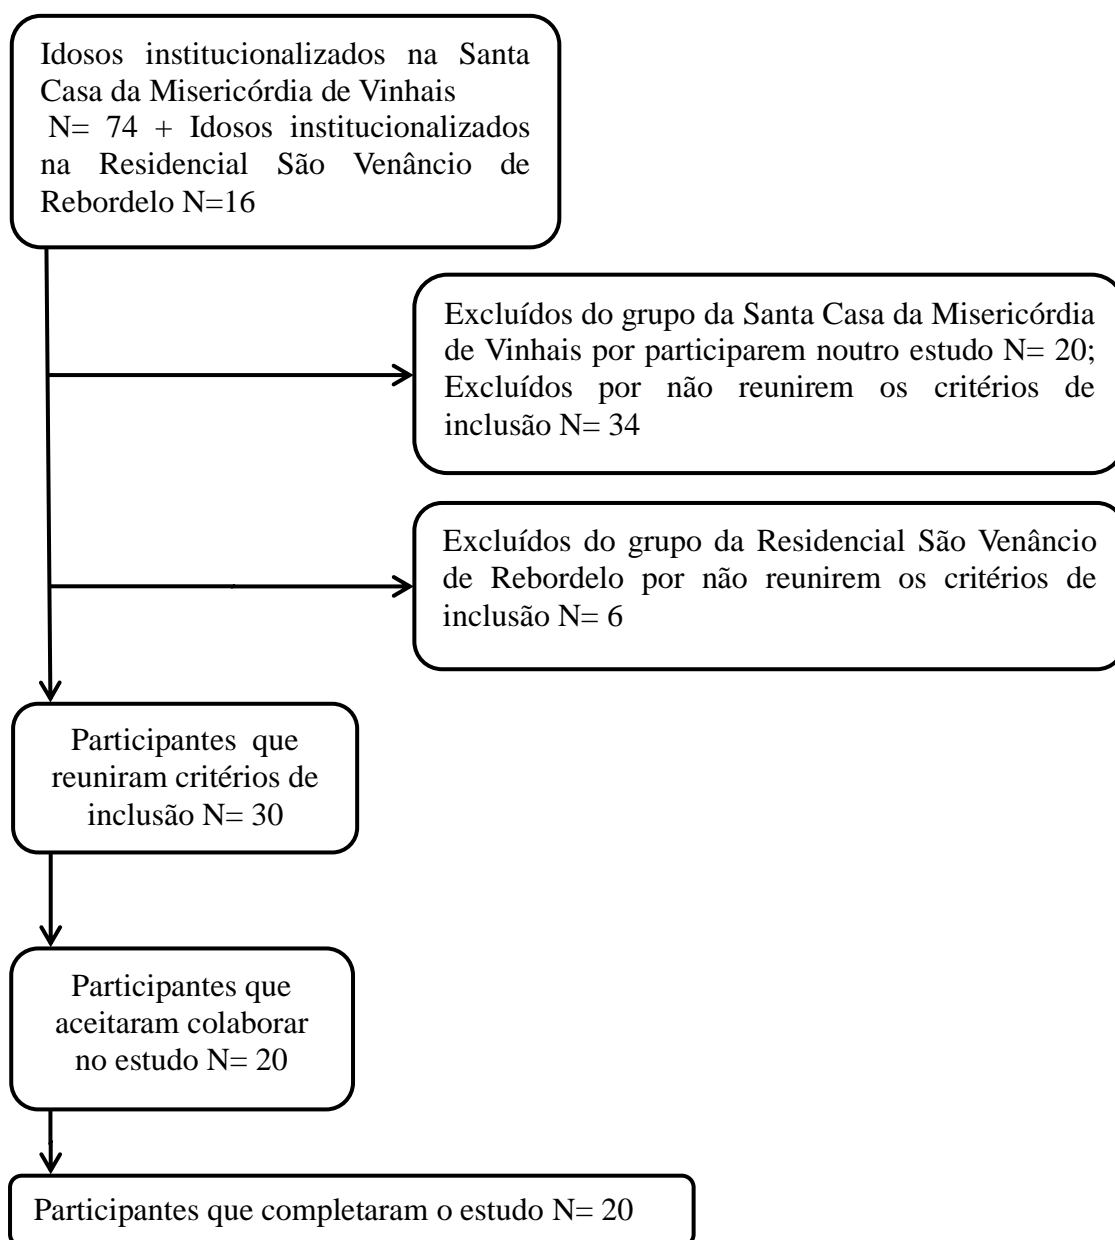 Idosos institucionalizados na Santa
Casa da Misericórdia de Vinhais
N= 74 + Idosos institucionalizados
na Residencial São Venâncio de
Rebordelo N=16
Excluídos do grupo da Santa Casa da Misericórdia
de Vinhais por participarem noutro estudo N= 20;
Excluídos por não reunirem os critérios de
inclusão N= 34
Excluídos do grupo da Residencial São Venâncio
de Rebordelo por não reunirem os critérios de
inclusão N= 6
Participantes que
reuniram critérios de
inclusão N= 30
Participantes que
aceitaram colaborar
no estudo N= 20
Participantes que completaram o estudo N= 20